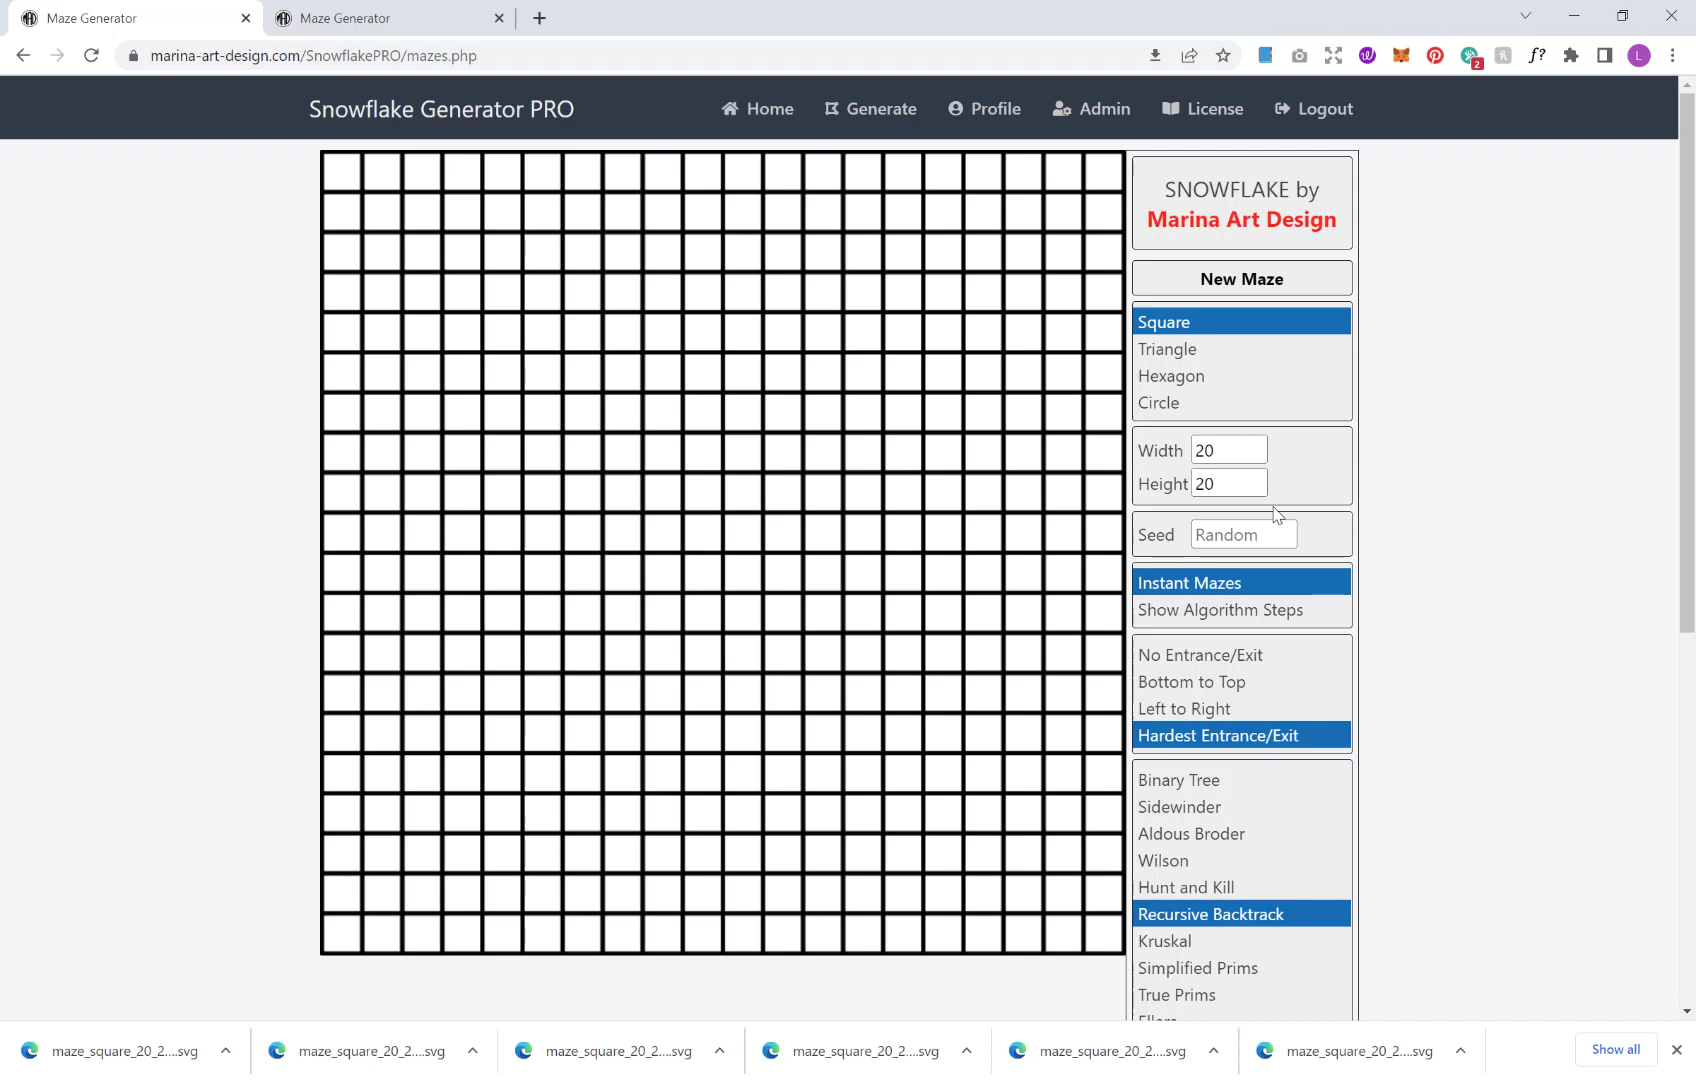 Maze Generator
Maze Generator
marina-art-design.com/SnowflakePRO/mazes.php
2
f?
L
Snowflake Generator PRO
Home
Generate
Profile
Admin
License
Logout
SNOWFLAKE by
Marina Art Design
New Maze
Square
Triangle
Hexagon
Circle
Width 20
Height 20
Seed Random
Instant Mazes
Show Algorithm Steps
No Entrance/Exit
Bottom to Top
Left to Right
Hardest Entrance/Exit
Binary Tree
Sidewinder
Aldous Broder
Wilson
Hunt and Kill
Recursive Backtrack
Kruskal
Simplified Prims
True Prims
maze_square_20_2....svg
maze_square_20_2....svg
maze_square_20_2....svg
maze_square_20_2....svg
maze_square_20_2....svg
maze_square_20_2....svg
Show all